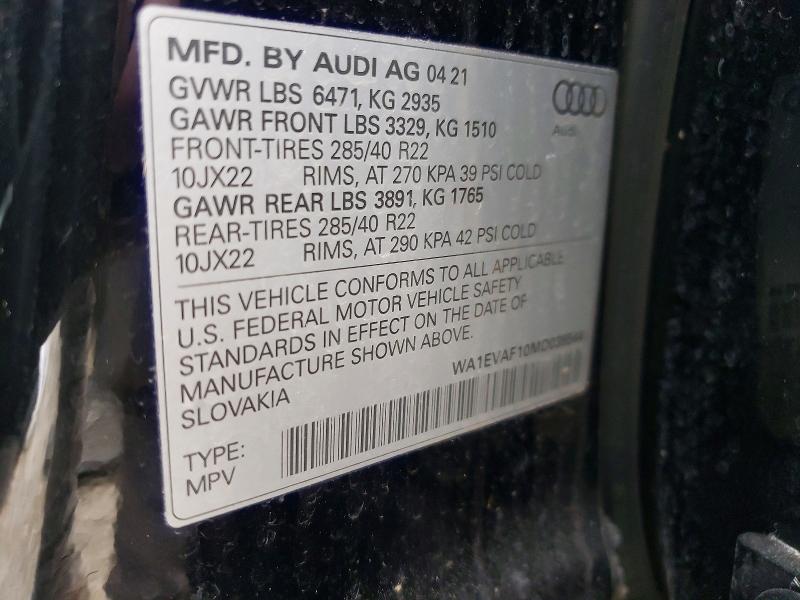 MFD. BY AUDI AG 04 21
GVWR LBS 6471, KG 2935
GAWR FRONT LBS 3329, KG 1510
FRONT-TIRES 285/40 R22
10JX22 RIMS, AT 270 KPA 39 PSI COLD
GAWR REAR LBS 3891, KG 1765
REAR-TIRES 285/40 R22
10JX22 RIMS, AT 290 KPA 42 PSI COLD
Audi
THIS VEHICLE CONFORMS TO ALL APPLICABLE
U.S. FEDERAL MOTOR VEHICLE SAFETY
STANDARDS IN EFFECT ON THE DATE OF
MANUFACTURE SHOWN ABOVE.
SLOVAKIA
TYPE:
MPV